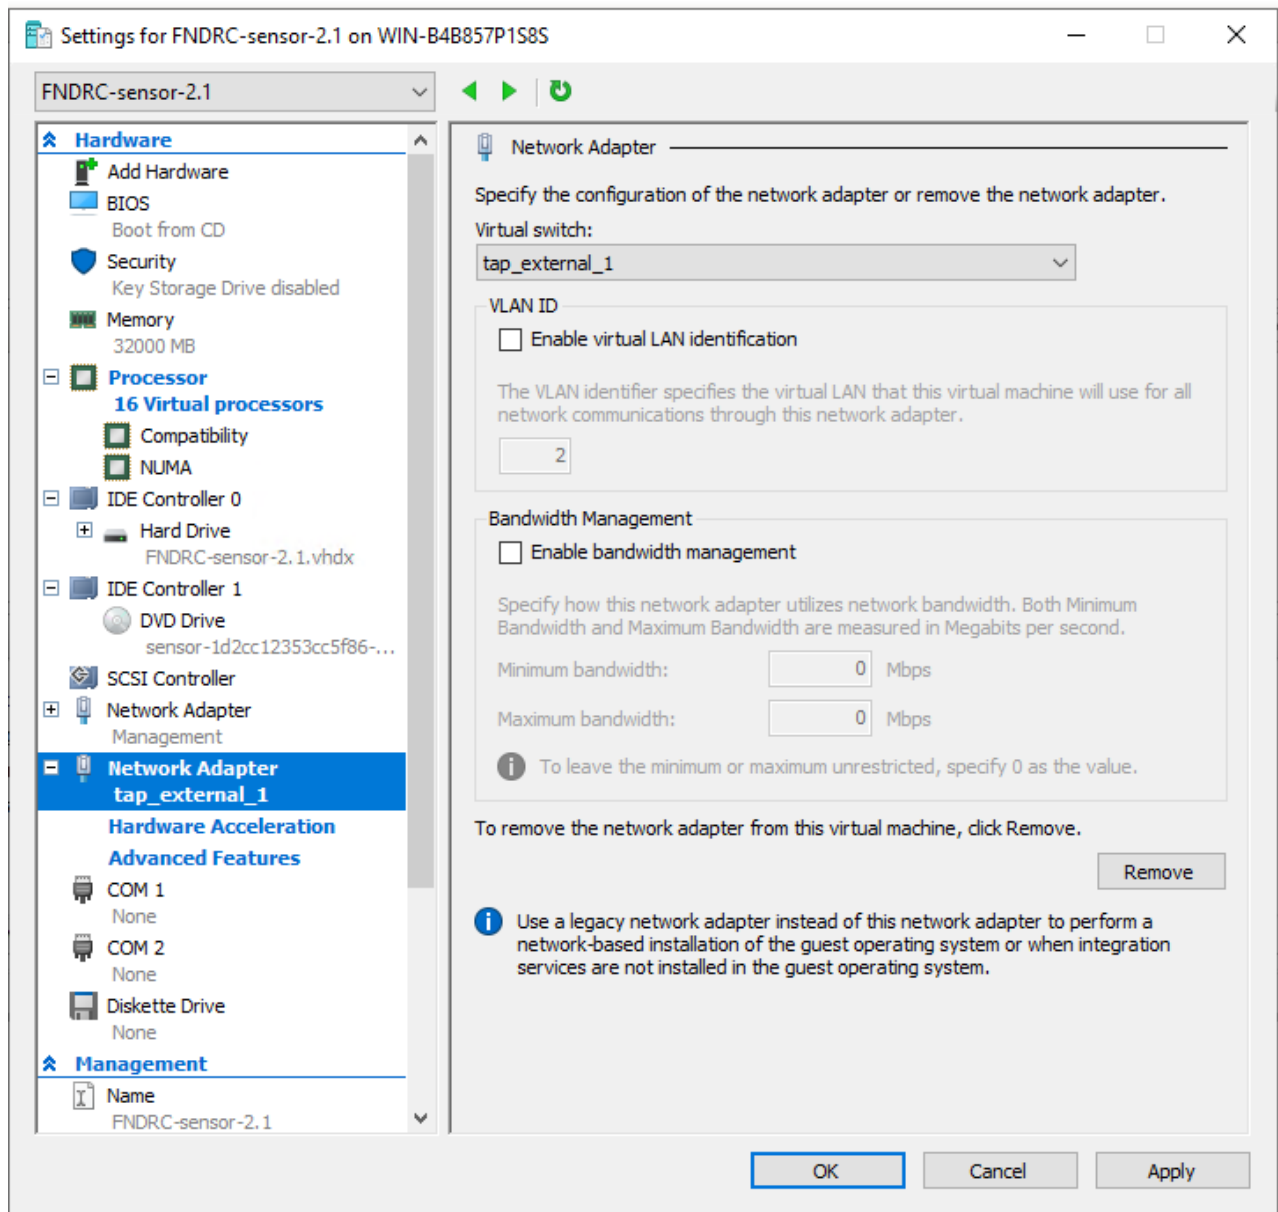 Settings for FNDRC-sensor-2.1 on WIN-B4B857P1S8S
FNDRC-sensor-2.1
Hardware
Add Hardware
BIOS
Boot from CD
Security
Key Storage Drive disabled
Memory
32000 MB
Processor
16 Virtual processors
Compatibility
NUMA
IDE Controller 0
Hard Drive
FNDRC-sensor-2.1.vhdx
IDE Controller 1
DVD Drive
sensor-1d2cc12353cc5f86-...
SCSI Controller
Network Adapter
Management
Network Adapter
tap_external_1
Hardware Acceleration
Advanced Features
COM 1
None
COM 2
None
Diskette Drive
None
Management
Name
FNDRC-sensor-2.1
Network Adapter
Specify the configuration of the network adapter or remove the network adapter.
Virtual switch:
tap_external_1
VLAN ID
Enable virtual LAN identification
The VLAN identifier specifies the virtual LAN that this virtual machine will use for all
network communications through this network adapter.
2
Bandwidth Management
Enable bandwidth management
Specify how this network adapter utilizes network bandwidth. Both Minimum
Bandwidth and Maximum Bandwidth are measured in Megabits per second.
Minimum bandwidth: 0 Mbps
Maximum bandwidth: 0 Mbps
To leave the minimum or maximum unrestricted, specify 0 as the value.
To remove the network adapter from this virtual machine, click Remove.
Remove
Use a legacy network adapter instead of this network adapter to perform a
network-based installation of the guest operating system or when integration
services are not installed in the guest operating system.
OK Cancel Apply